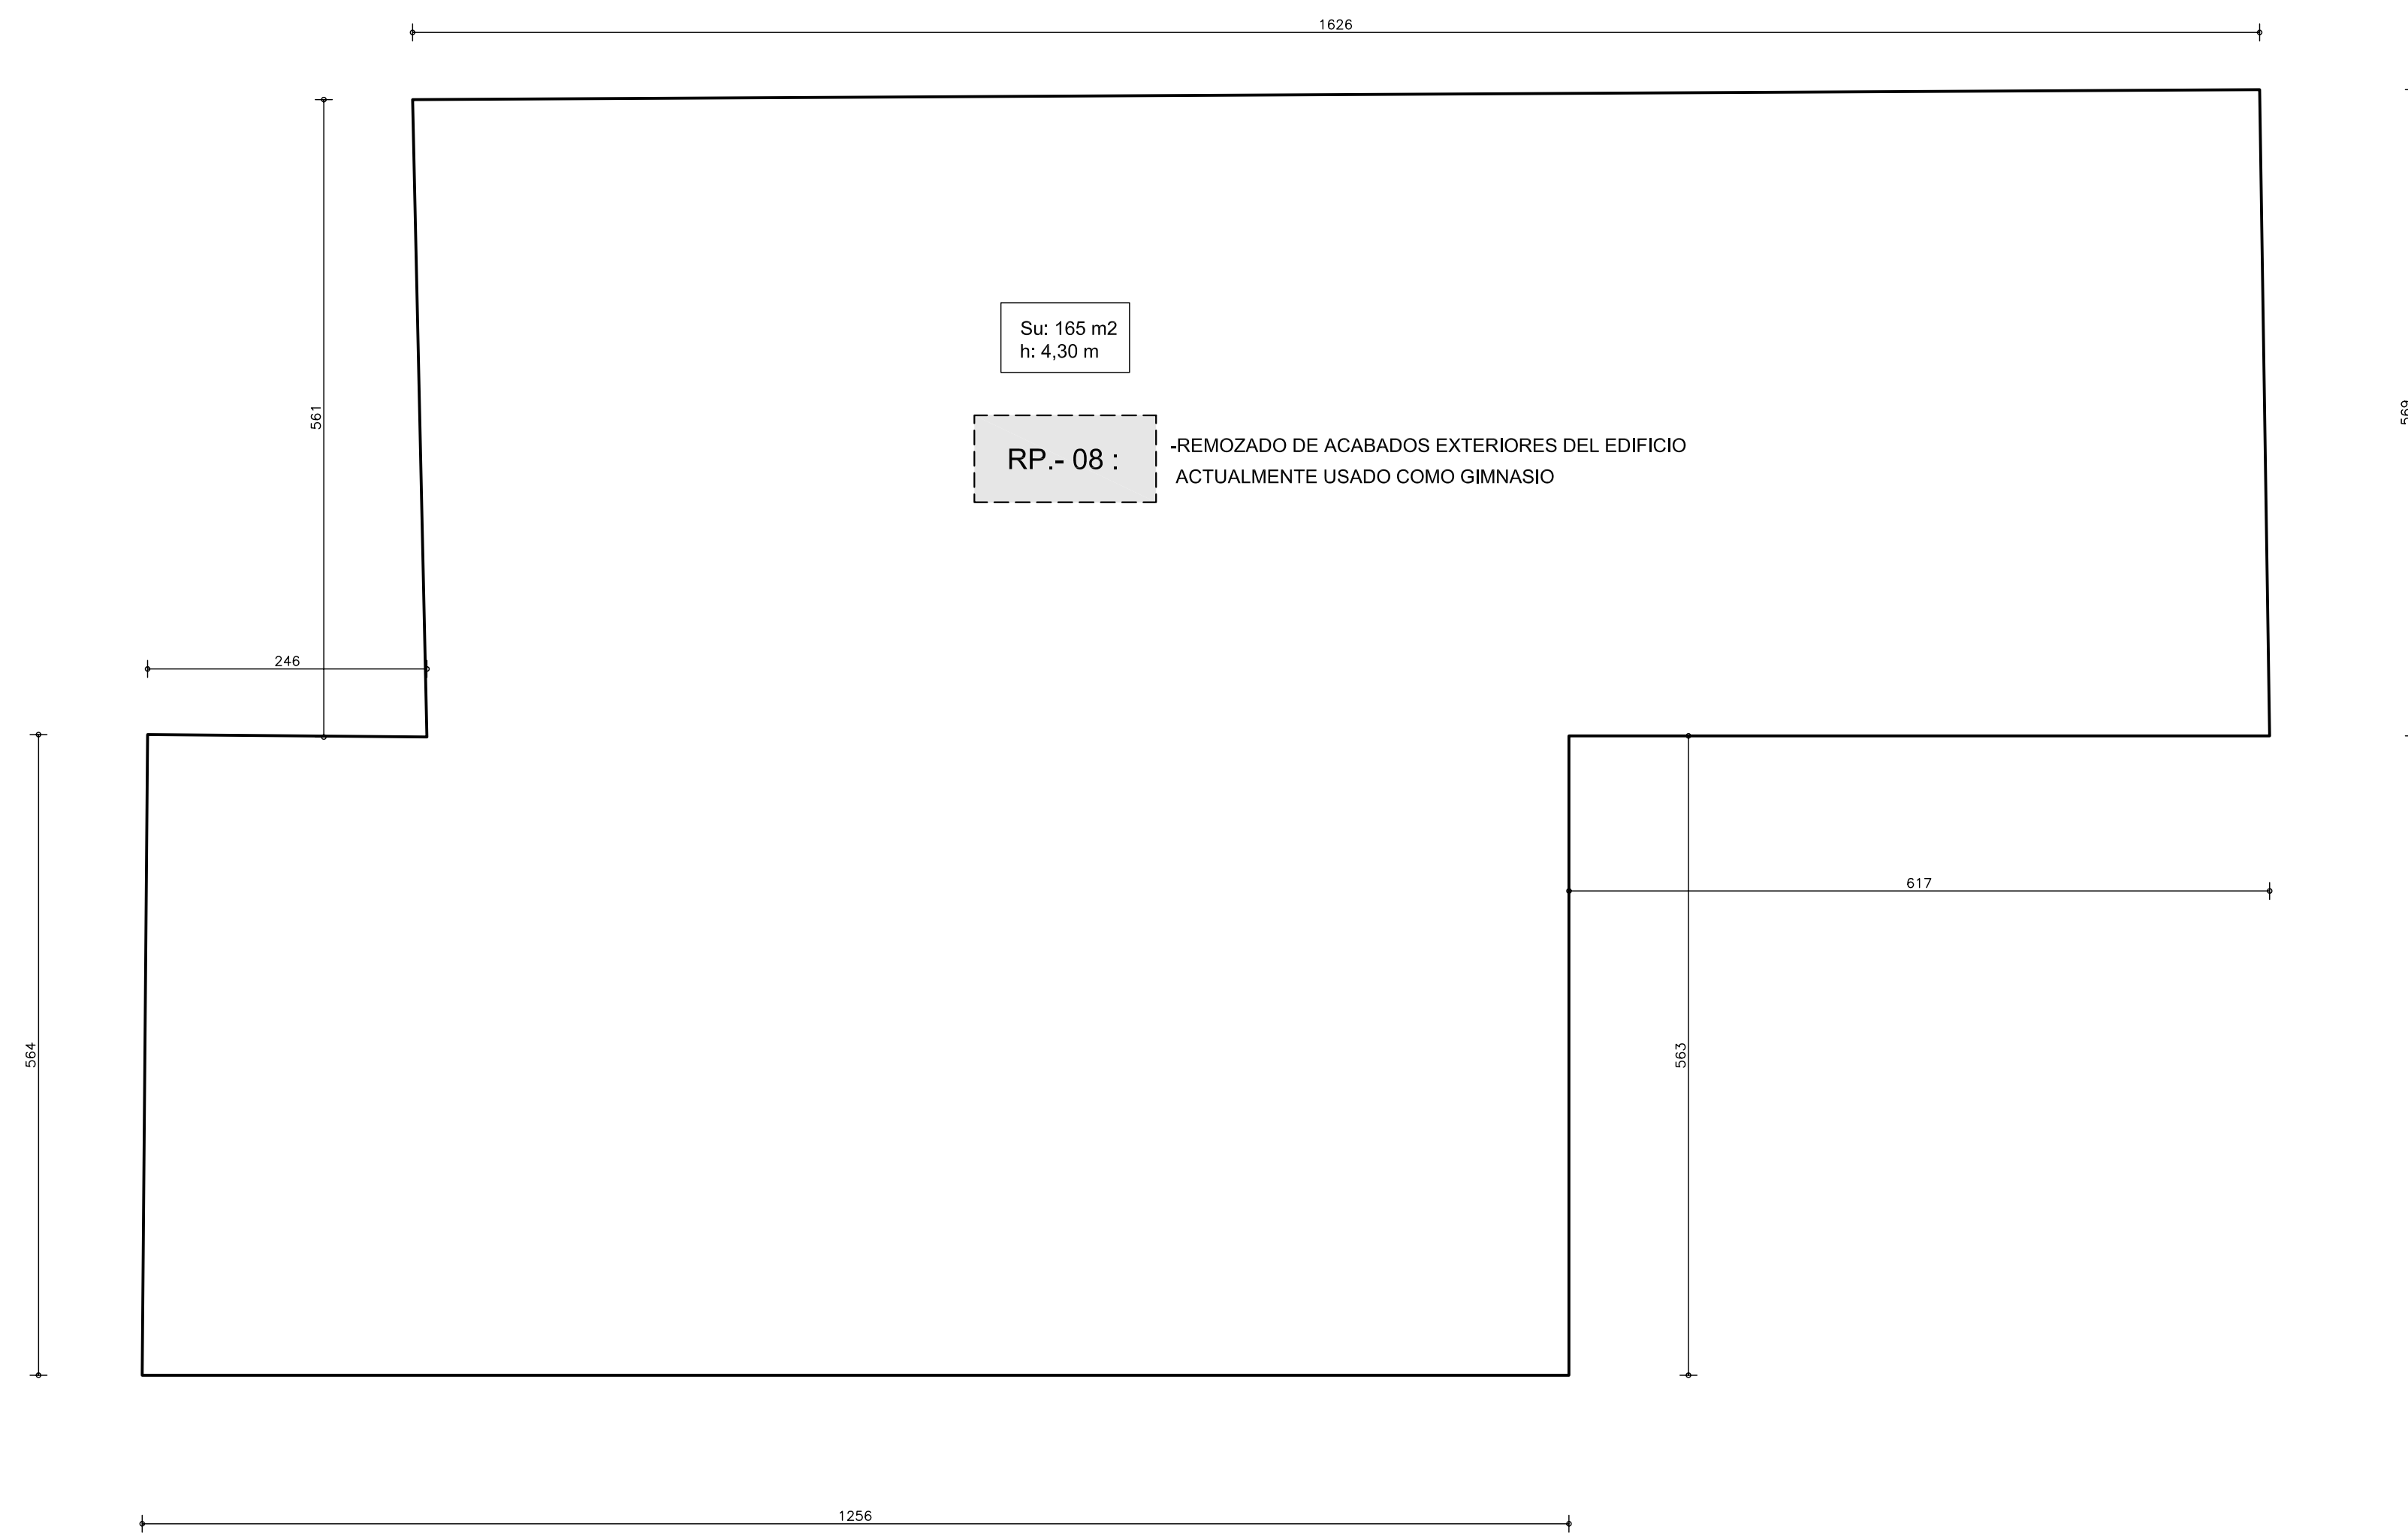 1626
561
569
Su: 165 m2
h: 4,30 m
RP.- 08 :
-REMOZADO DE ACABADOS EXTERIORES DEL EDIFICIO
ACTUALMENTE USADO COMO GIMNASIO
246
617
564
563
1256